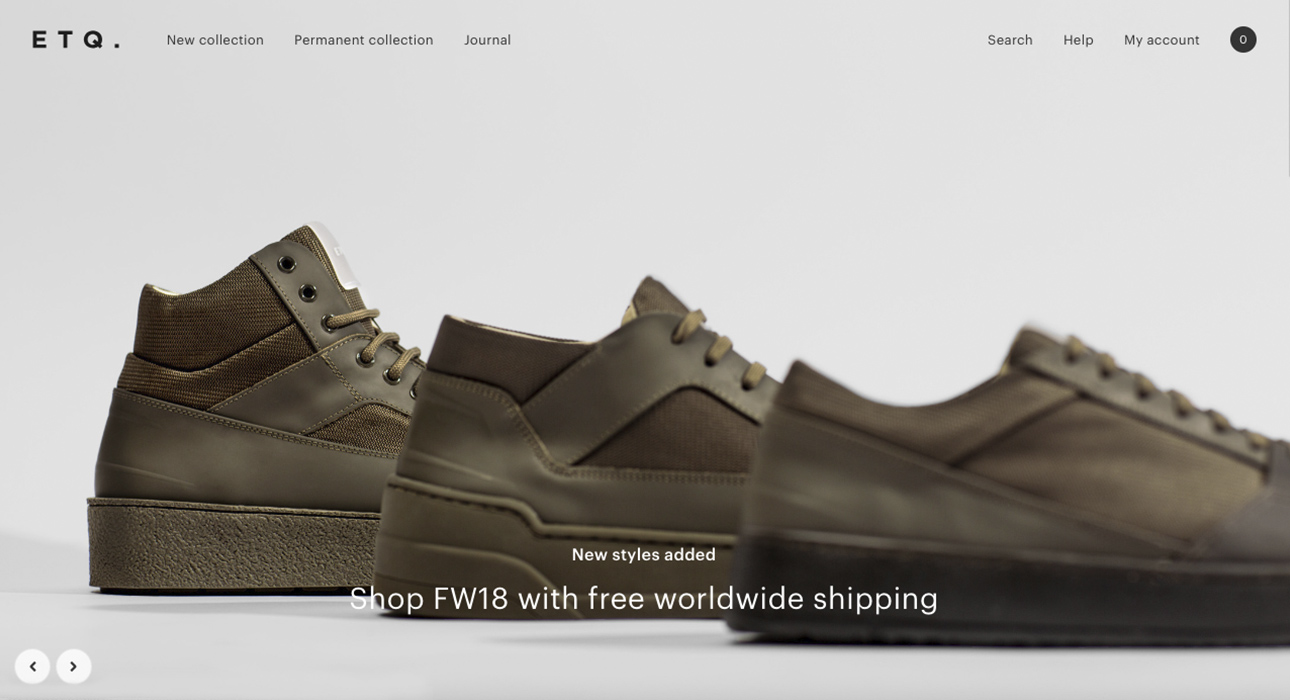 ETQ.
New collection
Permanent collection
Journal
Search
Help
My account
0
New styles added
Shop FW18 with free worldwide shipping